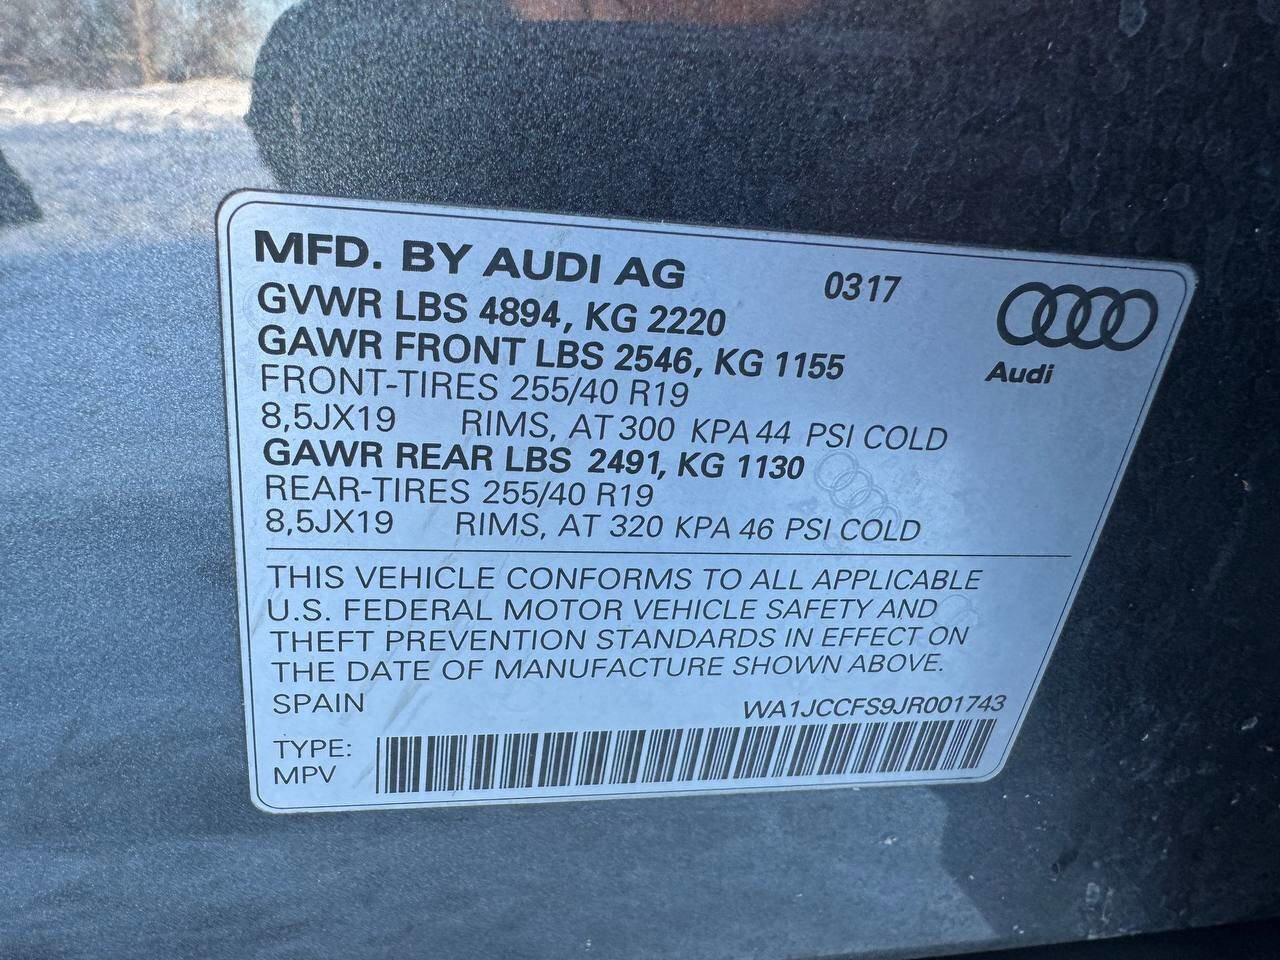 MFD. BY AUDI AG 0317
GVWR LBS 4894, KG 2220
GAWR FRONT LBS 2546, KG 1155
Audi
FRONT-TIRES 255/40 R19
8,5JX19 RIMS, AT 300 KPA 44 PSI COLD
GAWR REAR LBS 2491, KG 1130
REAR-TIRES 255/40 R19
8,5JX19 RIMS, AT 320 KPA 46 PSI COLD
THIS VEHICLE CONFORMS TO ALL APPLICABLE
U.S. FEDERAL MOTOR VEHICLE SAFETY AND
THEFT PREVENTION STANDARDS IN EFFECT ON
THE DATE OF MANUFACTURE SHOWN ABOVE.
SPAIN WA1JCCFS9JR001743
TYPE:
MPV